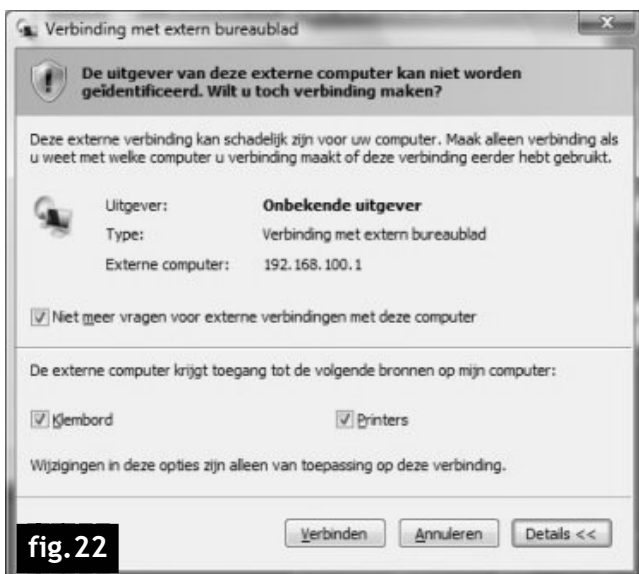 Verbinding met extern bureaublad
De uitgever van deze externe computer kan niet worden
geïdentificeerd. Wilt u toch verbinding maken?
Deze externe verbinding kan schadelijk zijn voor uw computer. Maak alleen verbinding als
u weet met welke computer u verbinding maakt of deze verbinding eerder hebt gebruikt.
Uitgever: Onbekende uitgever
Type: Verbinding met extern bureaublad
Externe computer: 192.168.100.1
Niet meer vragen voor externe verbindingen met deze computer
De externe computer krijgt toegang tot de volgende bronnen op mijn computer:
Klembord Printers
Wijzigingen in deze opties zijn alleen van toepassing op deze verbinding.
Verbinden Annuleren Details <<
fig.22